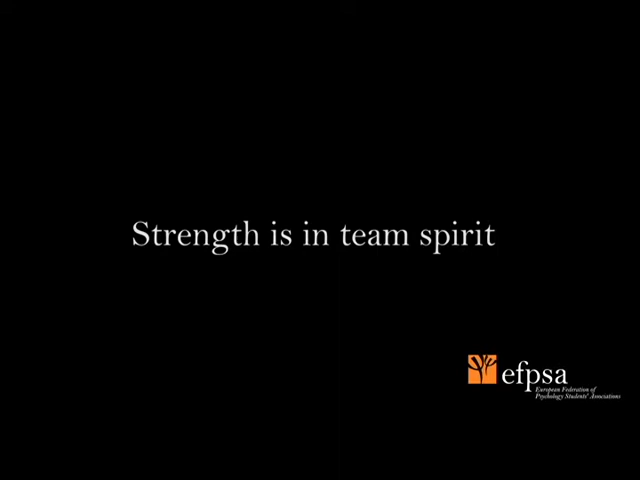 Strength is in team spirit
efpsa
European Federation of
Psychology Students' Associations